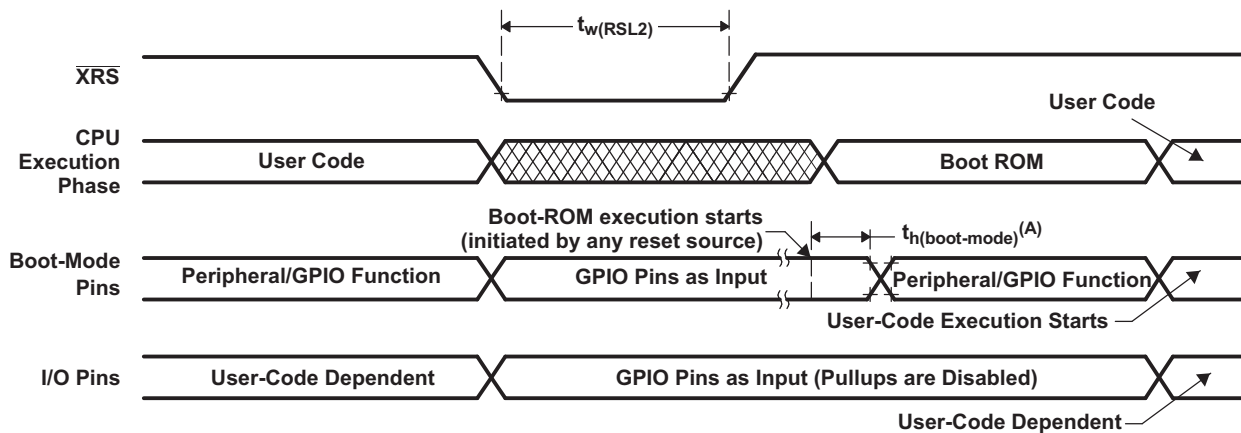 tw(RSL2)
XRS
User Code
CPU
Execution
Phase
User Code
Boot ROM
Boot-ROM execution starts
(initiated by any reset source)
th(boot-mode)(A)
Boot-Mode
Pins
Peripheral/GPIO Function
GPIO Pins as Input
Peripheral/GPIO Function
User-Code Execution Starts
I/O Pins
User-Code Dependent
GPIO Pins as Input (Pullups are Disabled)
User-Code Dependent